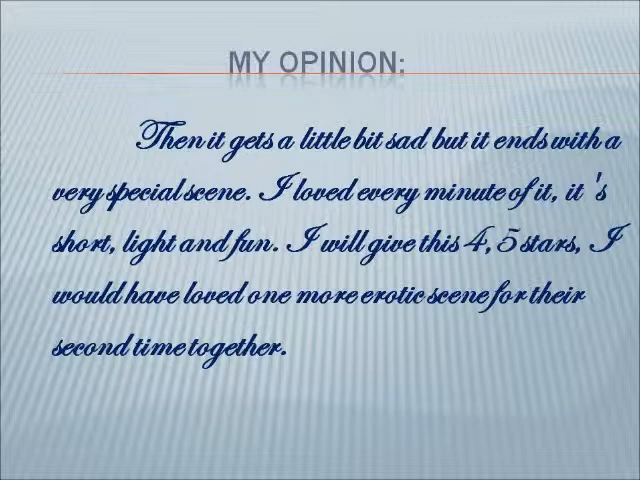 MY OPINION:
Then it gets a little bit sad but it ends with a
very special scene. I loved every minute of it, it 's
short, light and fun. I will give this 4,5 stars, I
would have loved one more erotic scene for their
second time together.